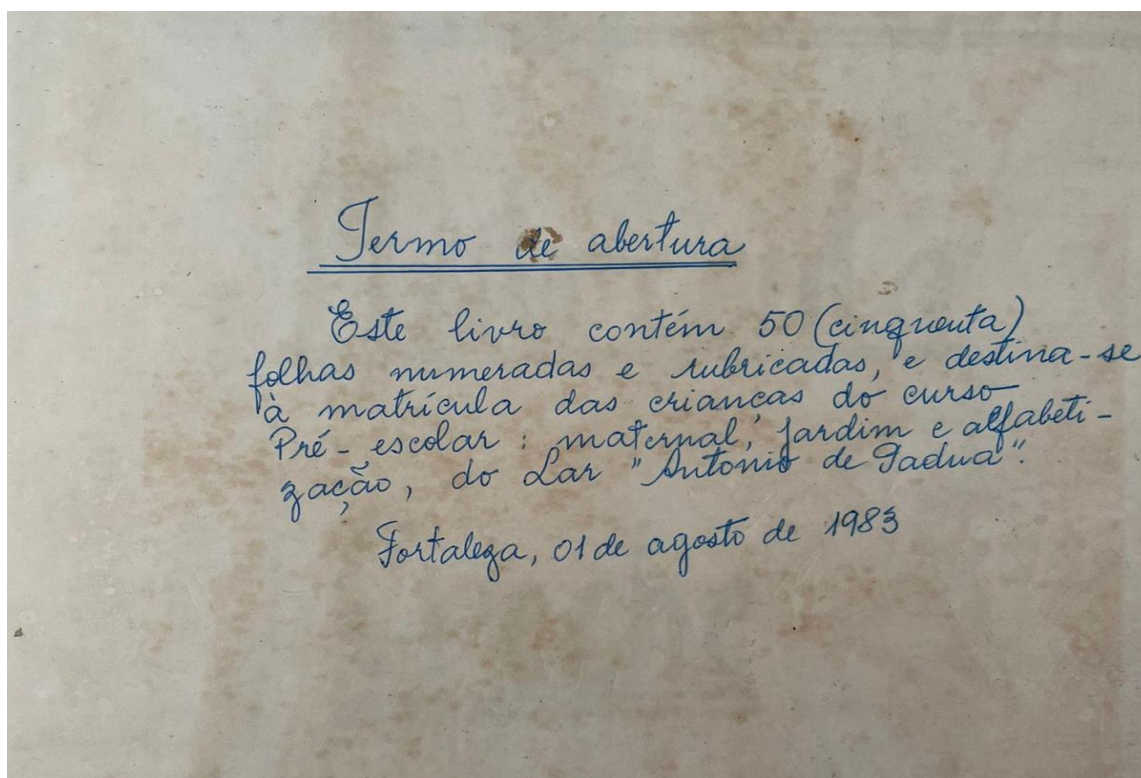 Termo de abertura
Este livro contém 50 (cinquenta)
folhas numeradas e rubricadas, e destina-se
à matrícula das crianças do curso
Pré-escolar: maternal, jardim e alfabeti-
zação, do Lar "Antonio de Padua".
Fortaleza, 01 de agosto de 1983